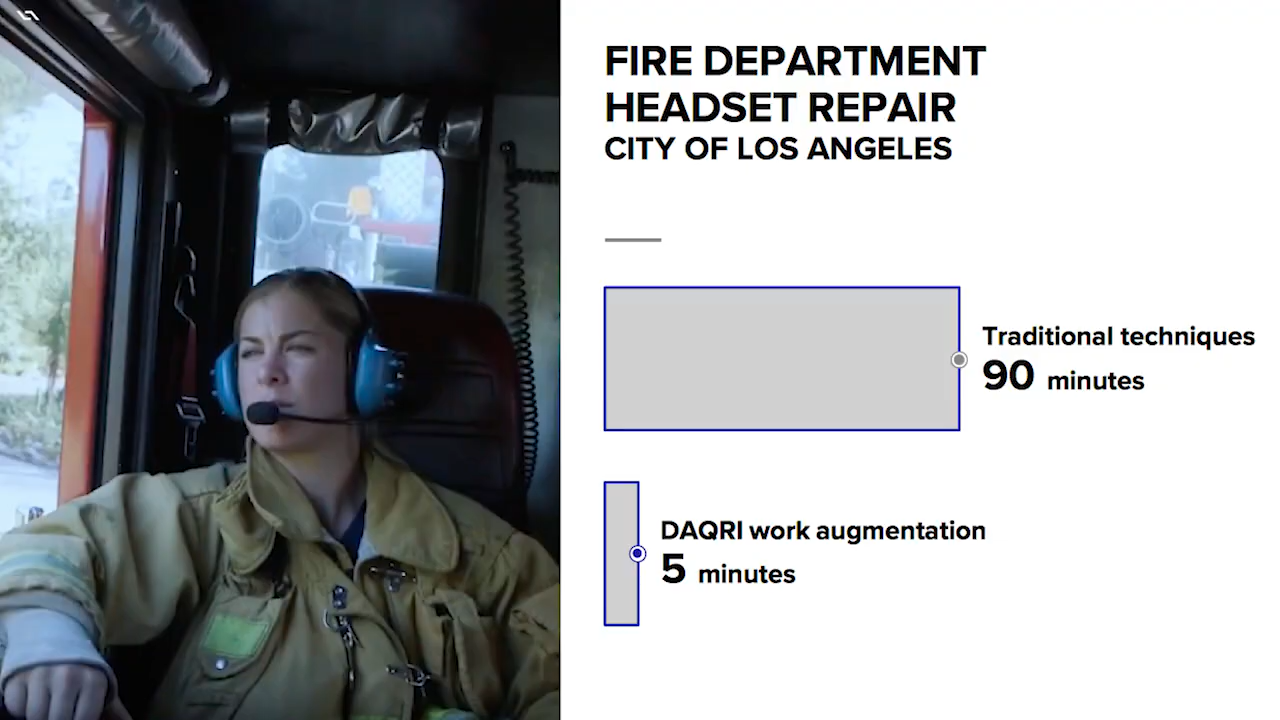 FIRE DEPARTMENT
HEADSET REPAIR
CITY OF LOS ANGELES
Traditional techniques
90 minutes
DAQRI work augmentation
5 minutes